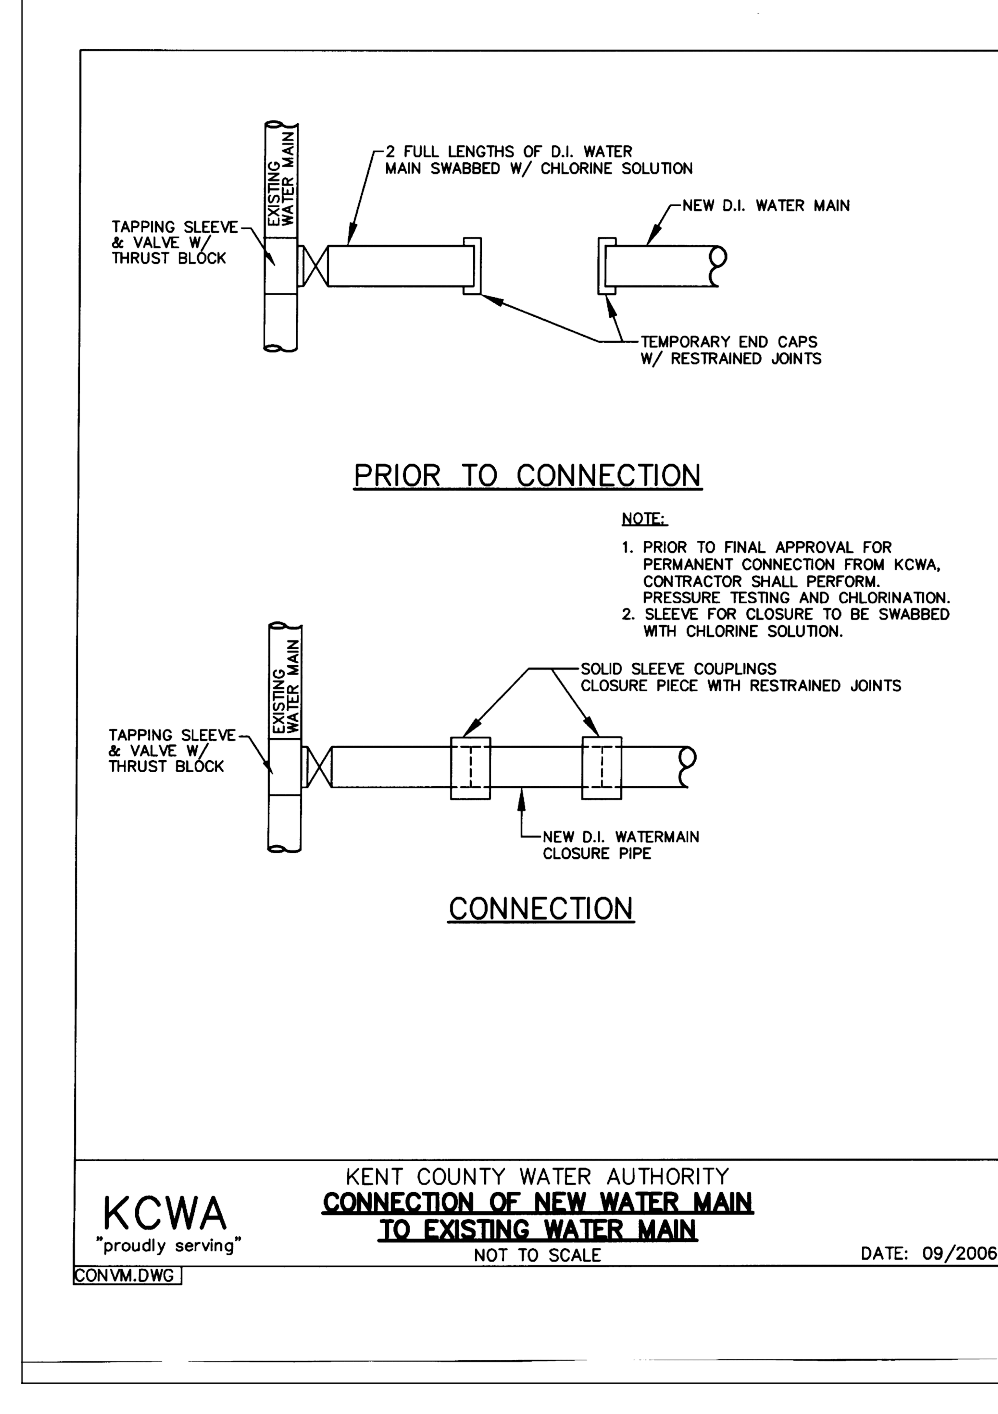 EXISTING
WATER MAIN
2 FULL LENGTHS OF D.I. WATER
MAIN SWABBED W/ CHLORINE SOLUTION
NEW D.I. WATER MAIN
TAPPING SLEEVE
& VALVE W/
THRUST BLOCK
TEMPORARY END CAPS
W/ RESTRAINED JOINTS
PRIOR TO CONNECTION
NOTE:
1. PRIOR TO FINAL APPROVAL FOR
PERMANENT CONNECTION FROM KCWA,
CONTRACTOR SHALL PERFORM.
PRESSURE TESTING AND CHLORINATION.
2. SLEEVE FOR CLOSURE TO BE SWABBED
WITH CHLORINE SOLUTION.
EXISTING
WATER MAIN
SOLID SLEEVE COUPLINGS
CLOSURE PIECE WITH RESTRAINED JOINTS
TAPPING SLEEVE
& VALVE W/
THRUST BLOCK
NEW D.I. WATERMAIN
CLOSURE PIPE
CONNECTION
KCWA
"proudly serving"
KENT COUNTY WATER AUTHORITY
CONNECTION OF NEW WATER MAIN
TO EXISTING WATER MAIN
NOT TO SCALE
DATE: 09/2006
CONVM.DWG